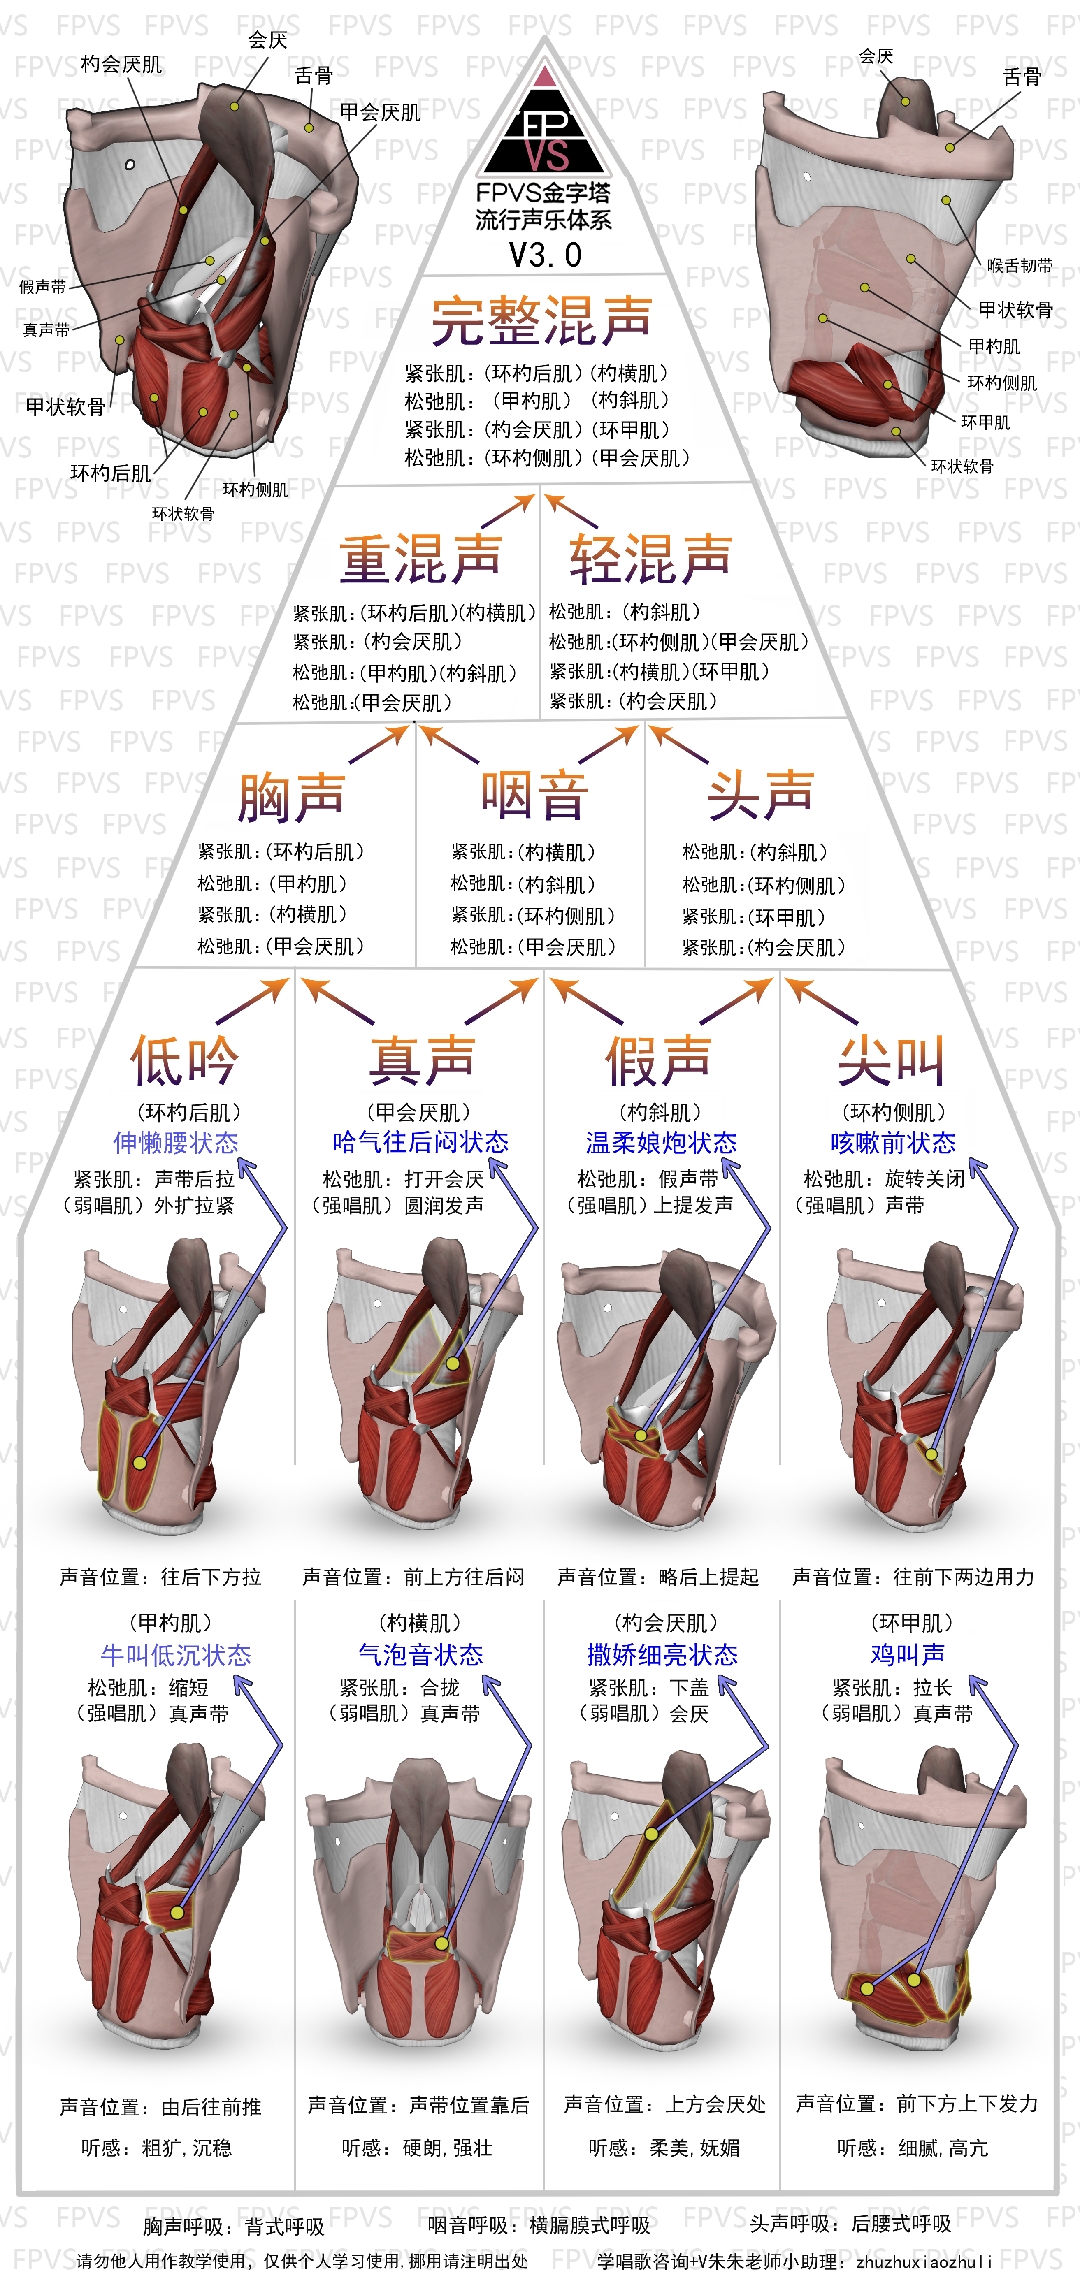 会厌
杓会厌肌
舌骨
甲会厌肌
假声带
真声带
甲状软骨
环杓后肌
环杓侧肌
环状软骨
FPVS
FPVS金字塔
流行声乐体系
V3.0
会厌
舌骨
喉舌韧带
甲状软骨
甲杓肌
环杓侧肌
环甲肌
环状软骨
完整混声
紧张肌：(环杓后肌)(杓横肌)
松弛肌：(甲杓肌) (杓斜肌)
紧张肌：(杓会厌肌)(环甲肌)
松弛肌：(环杓侧肌)(甲会厌肌)
重混声
紧张肌：(环杓后肌)(杓横肌)
紧张肌：(杓会厌肌)
松弛肌：(甲杓肌)(杓斜肌)
松弛肌:(甲会厌肌)
轻混声
松弛肌：(杓斜肌)
松弛肌:(环杓侧肌)(甲会厌肌)
紧张肌：(杓横肌)(环甲肌)
紧张肌：(杓会厌肌)
胸声
紧张肌：(环杓后肌)
松弛肌：(甲杓肌)
紧张肌：(杓横肌)
松弛肌：(甲会厌肌)
咽音
紧张肌：(杓横肌)
松弛肌：(杓斜肌)
紧张肌：(环杓侧肌)
松弛肌：(甲会厌肌)
头声
松弛肌：(杓斜肌)
松弛肌：(环杓侧肌)
紧张肌：(环甲肌)
紧张肌：(杓会厌肌)
低吟
(环杓后肌)
伸懒腰状态
紧张肌：声带后拉
(弱唱肌) 外扩拉紧
声音位置：往后下方拉
真声
(甲会厌肌)
哈气往后闷状态
松弛肌：打开会厌
(强唱肌) 圆润发声
声音位置：前上方往后闷
假声
(杓斜肌)
温柔娘炮状态
松弛肌：假声带
(强唱肌) 上提发声
声音位置：略后上提起
尖叫
(环杓侧肌)
咳嗽前状态
松弛肌：旋转关闭
(强唱肌) 声带
声音位置：往前下两边用力
(甲杓肌)
牛叫低沉状态
松弛肌：缩短
(强唱肌) 真声带
声音位置：由后往前推
听感：粗犷,沉稳
(杓横肌)
气泡音状态
紧张肌：合拢
(弱唱肌) 真声带
声音位置：声带位置靠后
听感：硬朗,强壮
(杓会厌肌)
撒娇细亮状态
紧张肌：下盖
(弱唱肌) 会厌
声音位置：上方会厌处
听感：柔美,妩媚
(环甲肌)
鸡叫声
紧张肌：拉长
(弱唱肌) 真声带
声音位置：前下方上下发力
听感：细腻,高亢
胸声呼吸：背式呼吸
咽音呼吸：横膈膜式呼吸
头声呼吸：后腰式呼吸
请勿他人用作教学使用，仅供个人学习使用.挪用请注明出处
学唱歌咨询+V朱朱老师小助理：zhuzhuxiaozhuli